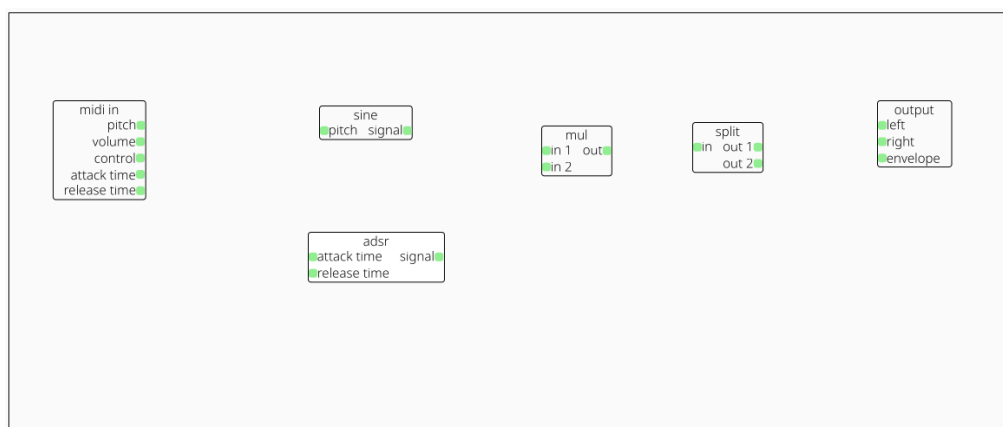 midi in
pitch
volume
control
attack time
release time
sine
pitch signal
adsr
attack time signal
release time
mul
in 1 out
in 2
split
in out 1
out 2
output
left
right
envelope